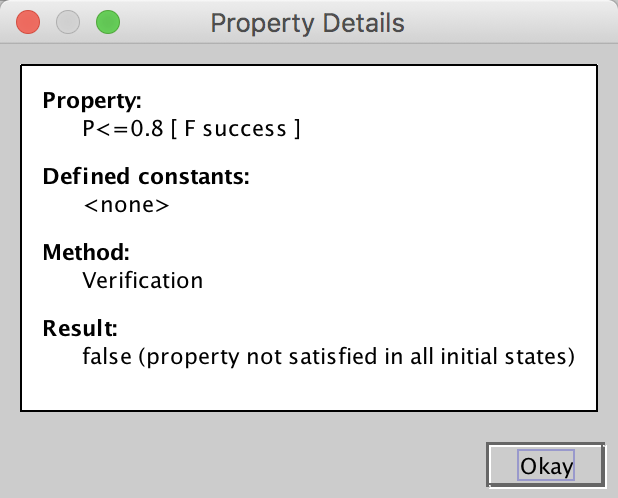 Property Details
Property:
P<=0.8 [ F success ]
Defined constants:
<none>
Method:
Verification
Result:
false (property not satisfied in all initial states)
Okay